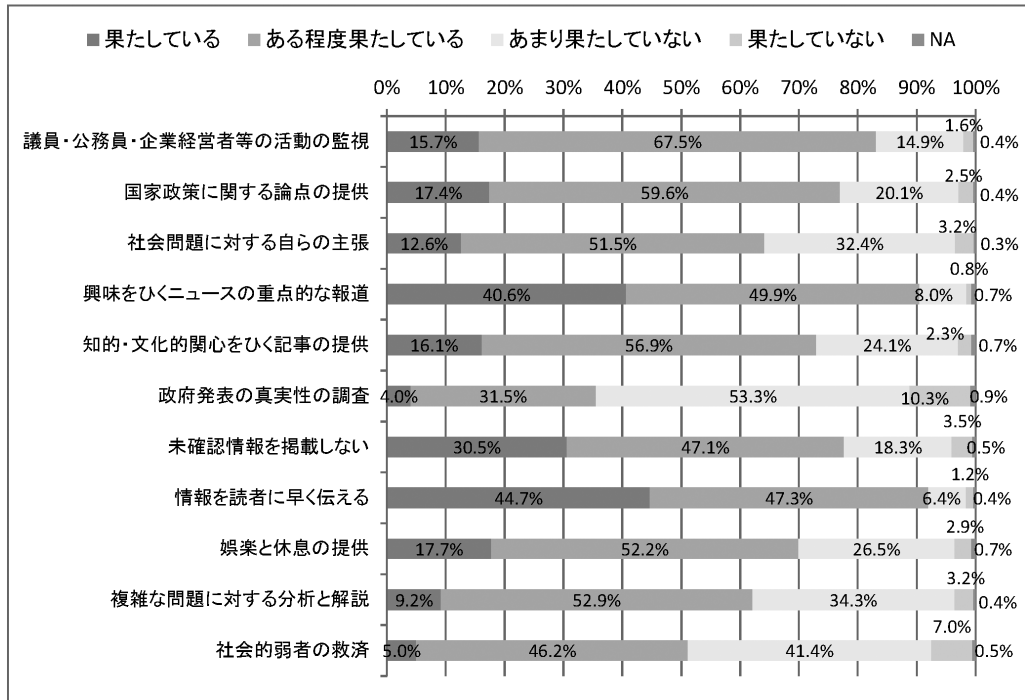 果たしている ある程度果たしている あまり果たしていない 果たしていない NA
0% 10% 20% 30% 40% 50% 60% 70% 80% 90% 100%
議員・公務員・企業経営者等の活動の監視 15.7% 67.5% 14.9% 1.6% 0.4%
国家政策に関する論点の提供 17.4% 59.6% 20.1% 2.5% 0.4%
社会問題に対する自らの主張 12.6% 51.5% 32.4% 3.2% 0.3%
興味をひくニュースの重点的な報道 40.6% 49.9% 8.0% 0.8% 0.7%
知的・文化的関心をひく記事の提供 16.1% 56.9% 24.1% 2.3% 0.7%
政府発表の真実性の調査 4.0% 31.5% 53.3% 10.3% 0.9%
未確認情報を掲載しない 30.5% 47.1% 18.3% 3.5% 0.5%
情報を読者に早く伝える 44.7% 47.3% 6.4% 1.2% 0.4%
娯楽と休息の提供 17.7% 52.2% 26.5% 2.9% 0.7%
複雑な問題に対する分析と解説 9.2% 52.9% 34.3% 3.2% 0.4%
社会的弱者の救済 5.0% 46.2% 41.4% 7.0% 0.5%